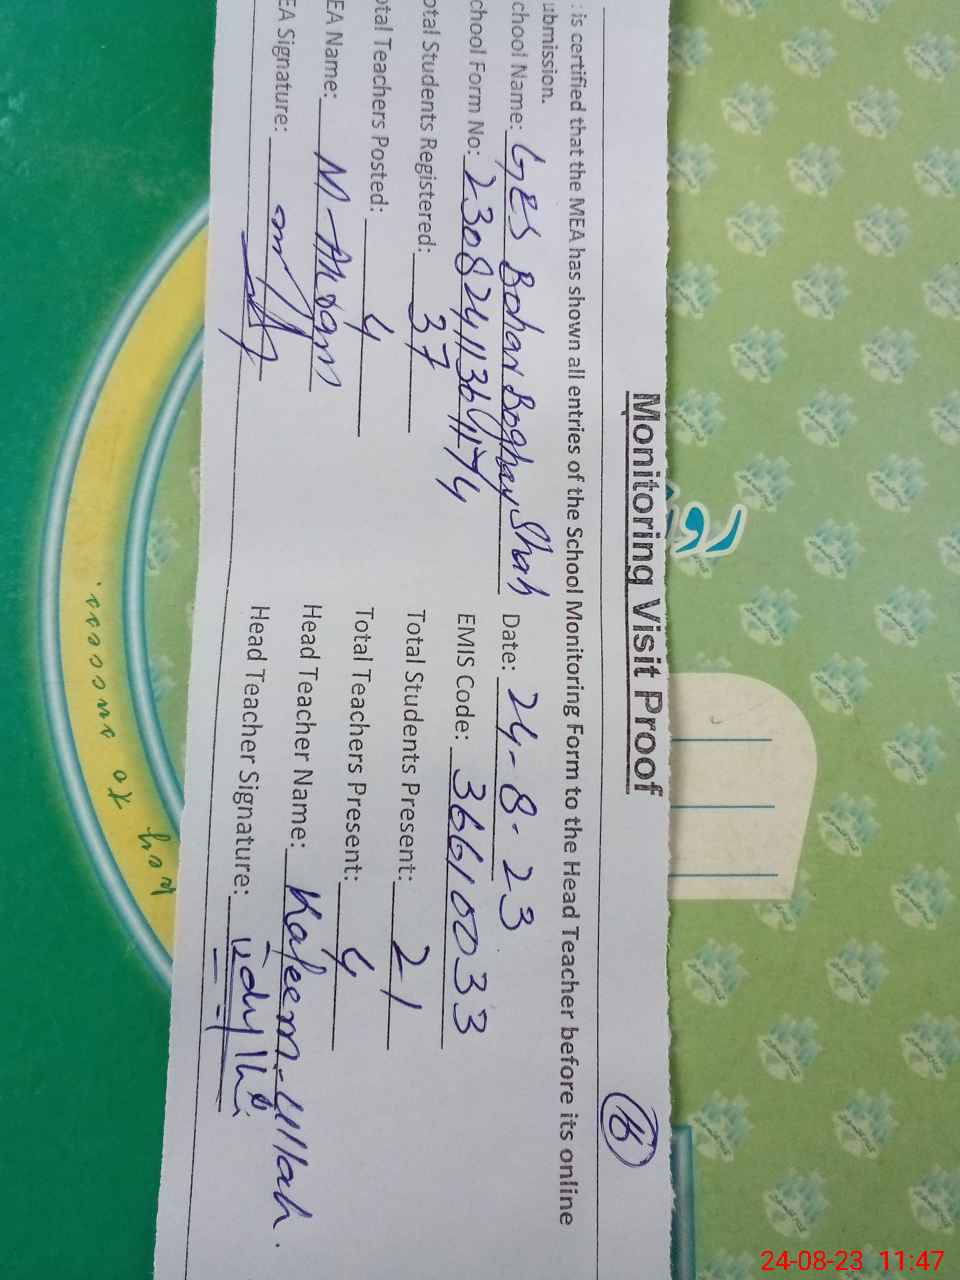 Monitoring Visit Proof
16
: is certified that the MEA has shown all entries of the School Monitoring Form to the Head Teacher before its online
ubmission.
chool Name: GES Bohar Boghay Shah Date: 24-8-23
chool Form No: EMIS Code: 36610033
otal Students Registered: 37 Total Students Present: 21
otal Teachers Posted: 4 Total Teachers Present: 4
EA Name: M-Akram Head Teacher Name: Kaleem-Ullah.
EA Signature: Head Teacher Signature:
24-08-23 11:47